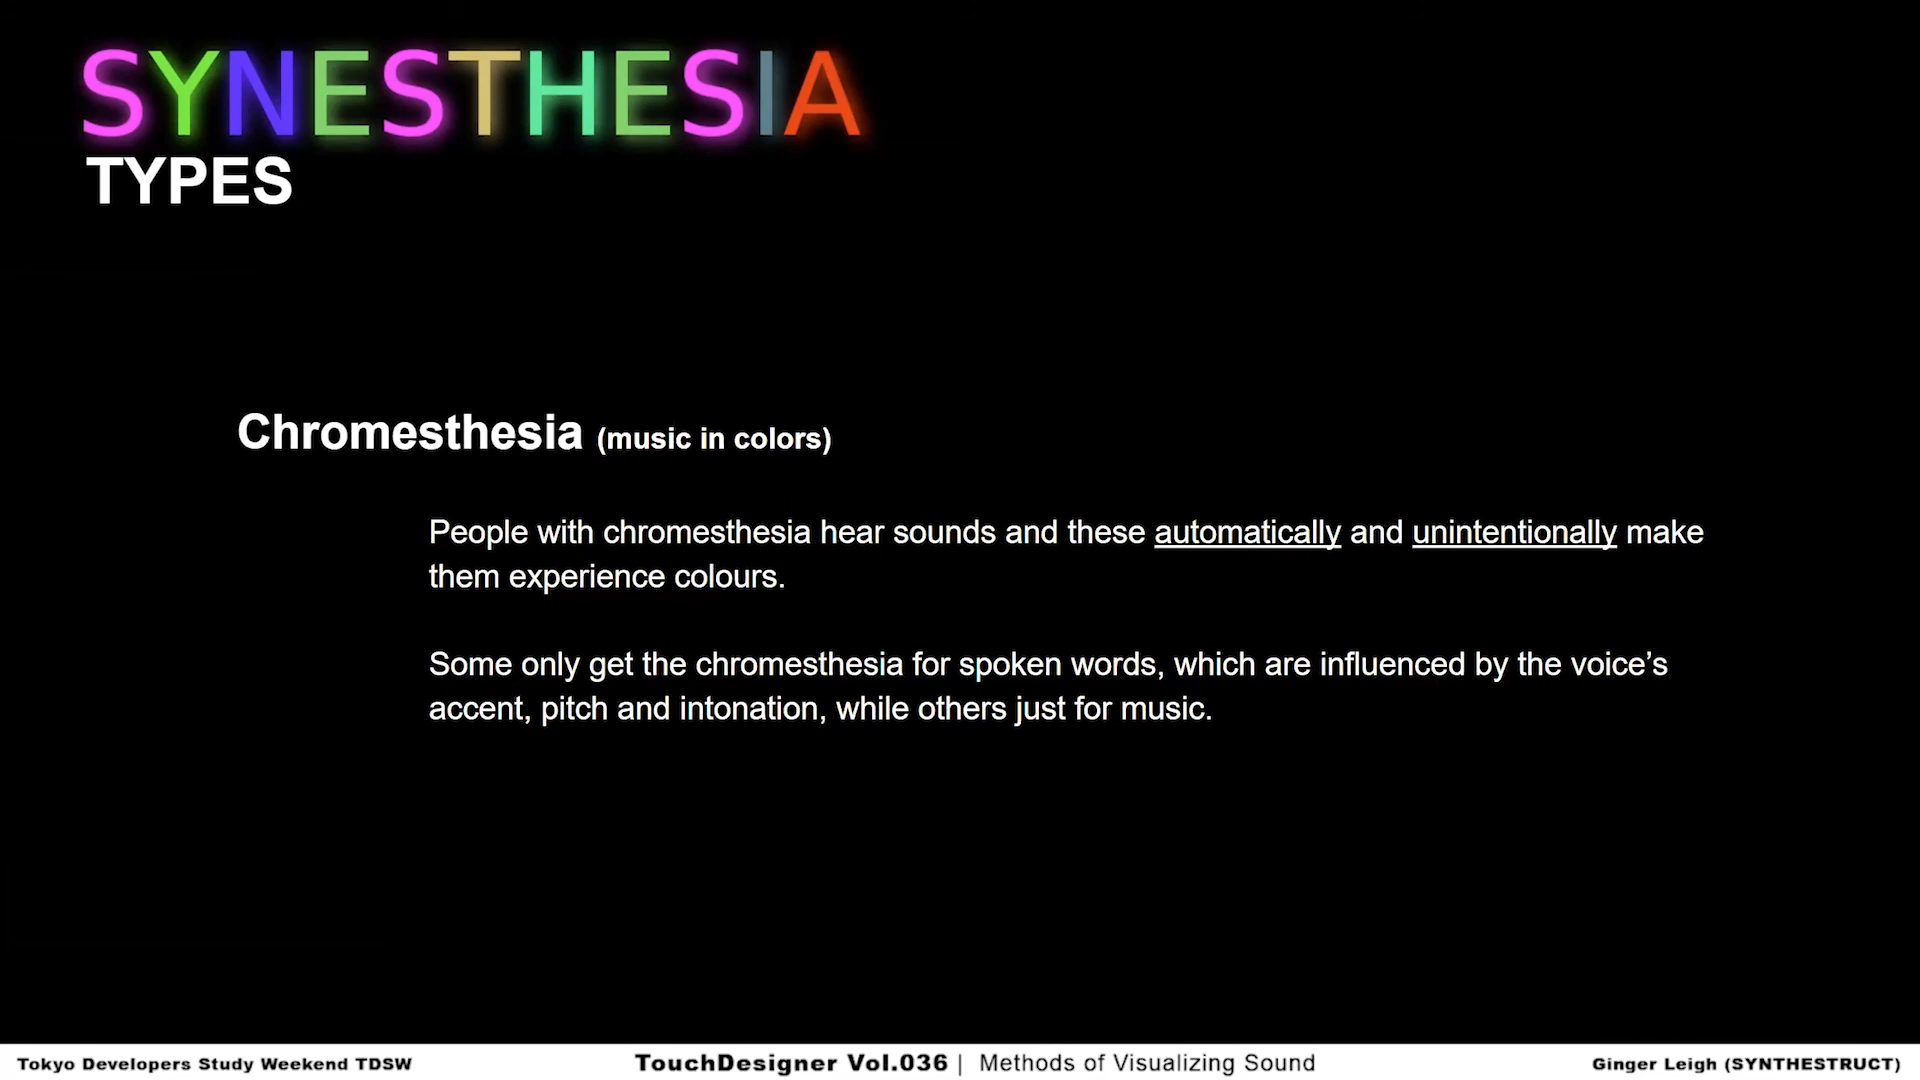 SYNESTHESIA
TYPES
Chromesthesia (music in colors)
People with chromesthesia hear sounds and these automatically and unintentionally make
them experience colours.
Some only get the chromesthesia for spoken words, which are influenced by the voice’s
accent, pitch and intonation, while others just for music.
Tokyo Developers Study Weekend TDSW
TouchDesigner Vol.036 | Methods of Visualizing Sound
Ginger Leigh (SYNTHESTRUCT)